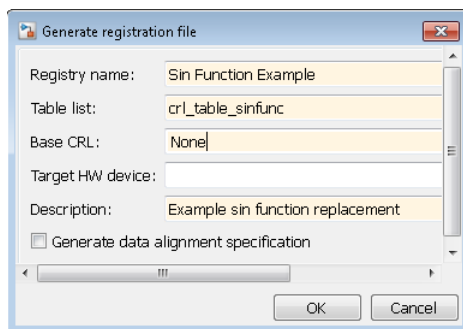 Generate registration file
Registry name: Sin Function Example
Table list: crl_table_sinfunc
Base CRL: None
Target HW device:
Description: Example sin function replacement
Generate data alignment specification
OK Cancel